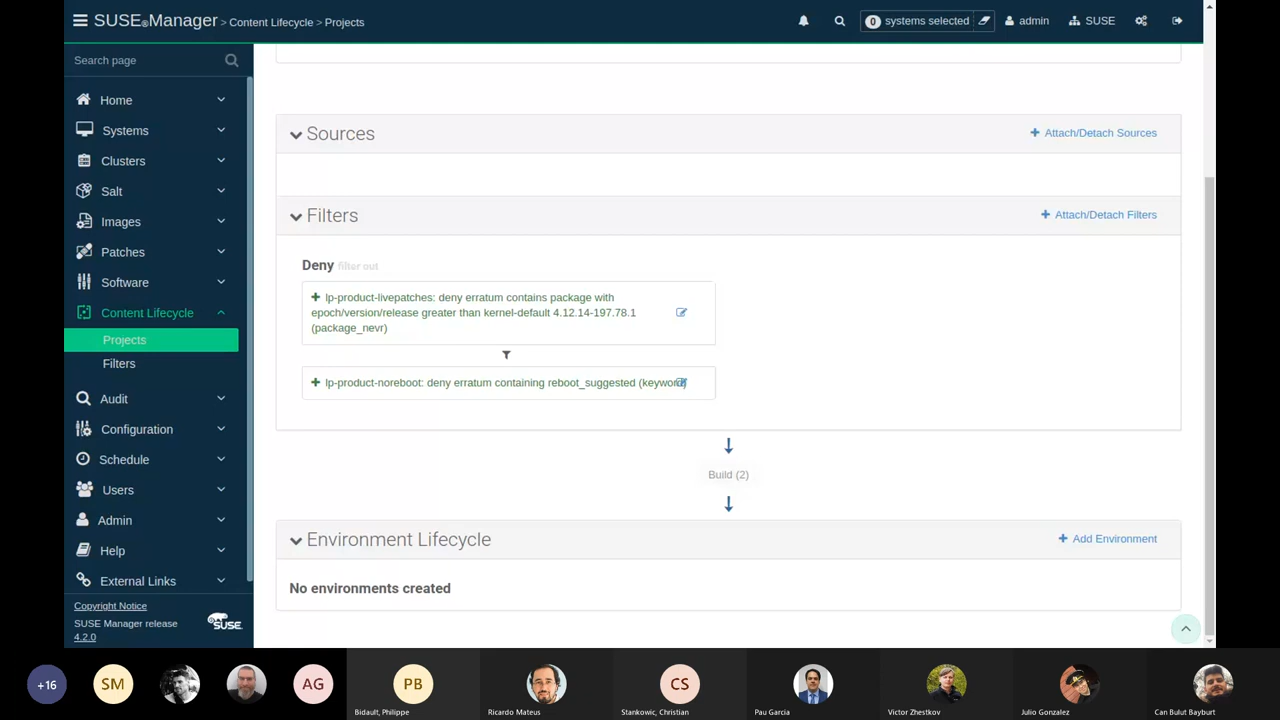 SUSE®Manager > Content Lifecycle > Projects
0 systems selected
admin
SUSE
Search page
Home
Systems
Clusters
Salt
Images
Patches
Software
Content Lifecycle
Projects
Filters
Audit
Configuration
Schedule
Users
Admin
Help
External Links
Copyright Notice
SUSE Manager release
4.2.0
SUSE
Sources
Attach/Detach Sources
Filters
Attach/Detach Filters
Deny filter out
lp-product-livepatches: deny erratum contains package with
epoch/version/release greater than kernel-default 4.12.14-197.78.1
(package_nevr)
lp-product-noreboot: deny erratum containing reboot_suggested (keyword)
Build (2)
Environment Lifecycle
Add Environment
No environments created
+16
SM
AG
PB
CS
Bidault, Philippe
Ricardo Mateus
Stankovic, Christian
Pau Garcia
Victor Zhestkov
Julio Gonzalez
Can Bulut Bayburt